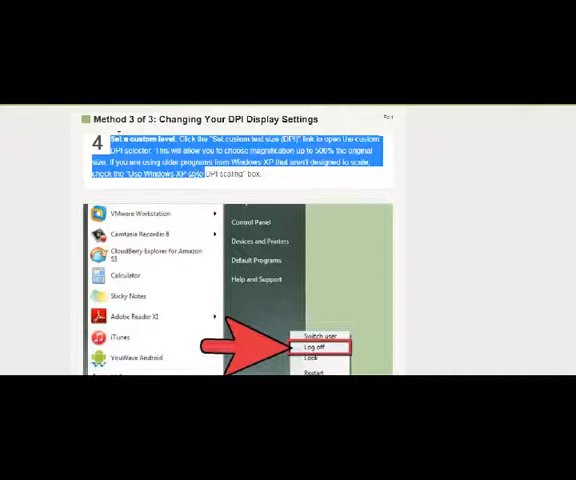 Method 3 of 3: Changing Your DPI Display Settings
Edit
4
Set a custom level. Click the "Set custom text size (DPI)" link to open the custom
DPI selector. This will allow you to choose magnification up to 500% the original
size. If you are using older programs from Windows XP that aren't designed to scale,
check the "Use Windows XP style DPI scaling" box.
VMware Workstation
Camtasia Recorder 8
CloudBerry Explorer for Amazon
S3
Calculator
Sticky Notes
Adobe Reader XI
iTunes
YouWave Android
Control Panel
Devices and Printers
Default Programs
Help and Support
Switch user
Log off
Lock
Restart